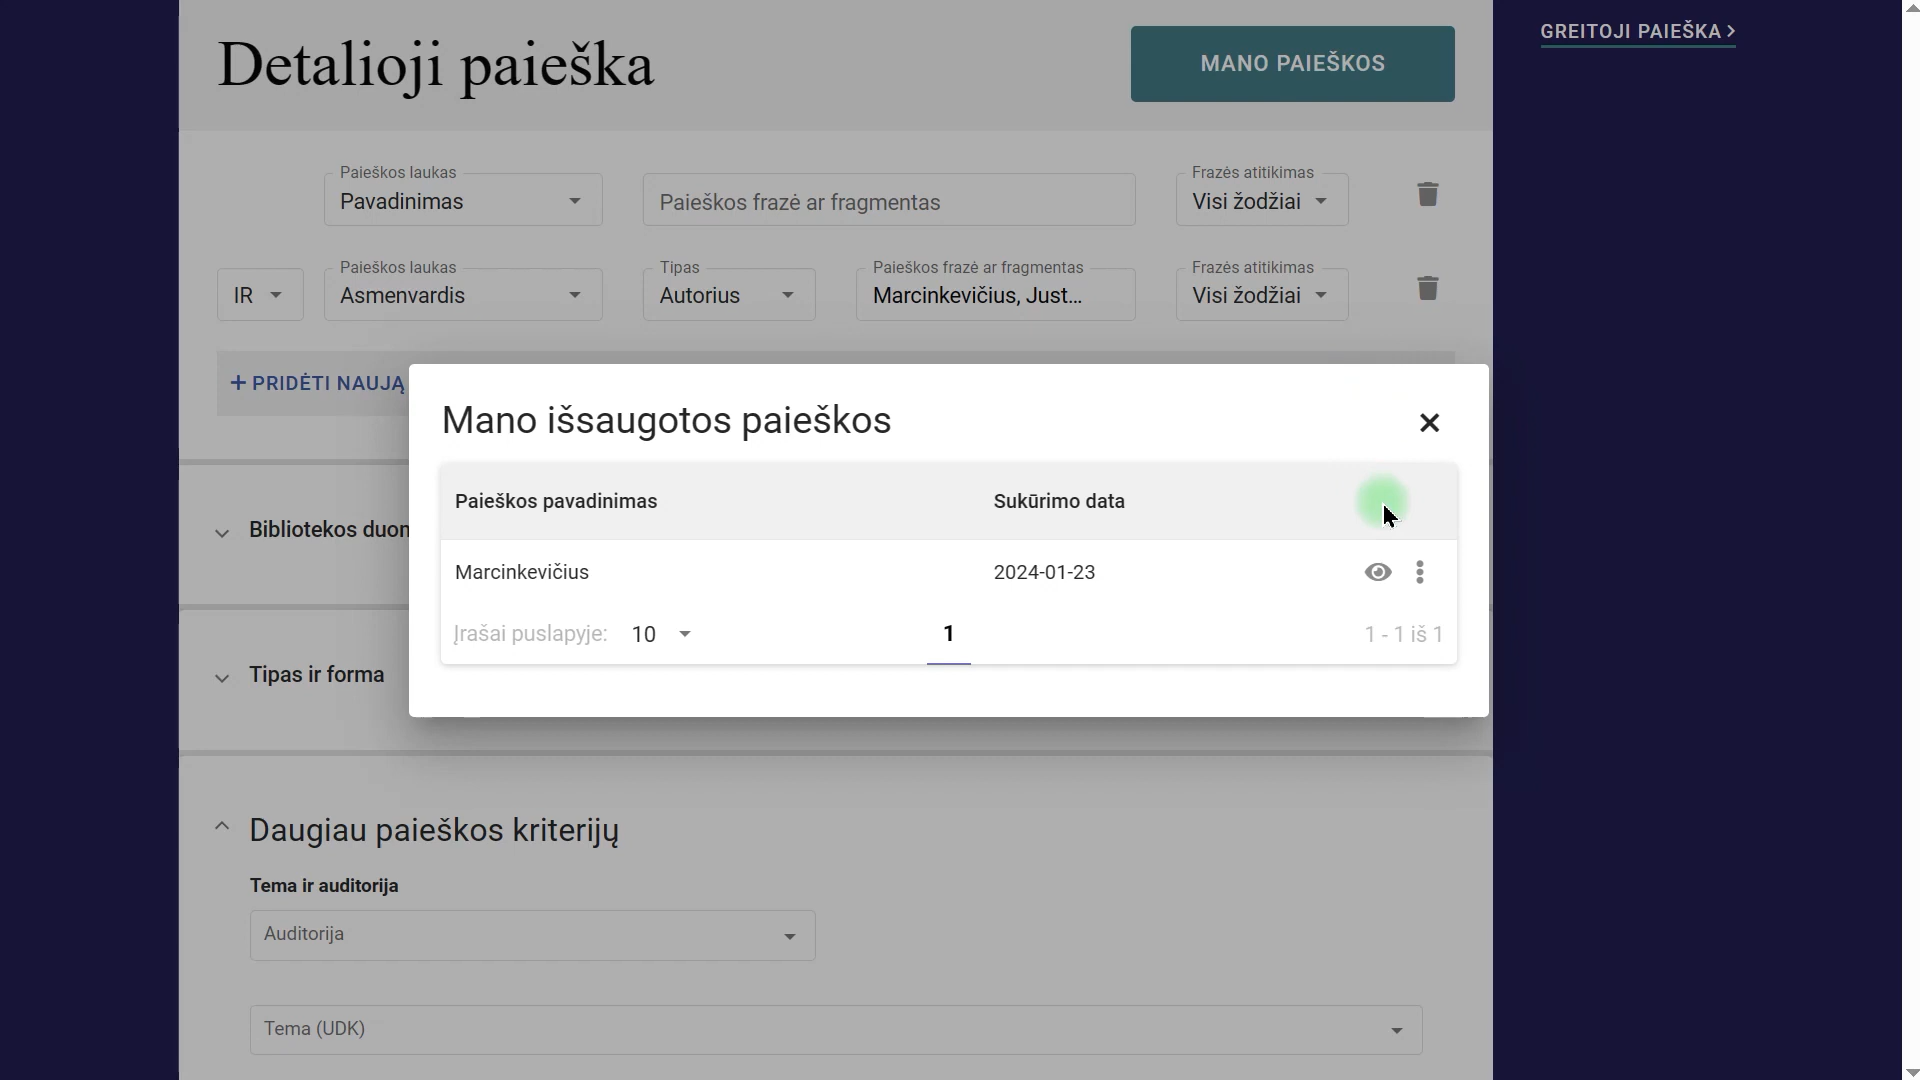 GREITOJI PAIEŠKA
Detalioji paieška
MANO PAIEŠKOS
Paieškos laukas
Pavadinimas
Paieškos frazė ar fragmentas
Frazės atitikimas
Visi žodžiai
IR
Paieškos laukas
Asmenvardis
Tipas
Autorius
Paieškos frazė ar fragmentas
Marcinkevičius, Just...
Frazės atitikimas
Visi žodžiai
+ PRIDĖTI NAUJĄ
Mano išsaugotos paieškos
Paieškos pavadinimas Sukūrimo data
Marcinkevičius 2024-01-23
Įrašai puslapyje: 10 1 1 - 1 iš 1
Bibliotekos duom
Tipas ir forma
Daugiau paieškos kriterijų
Tema ir auditorija
Auditorija
Tema (UDK)